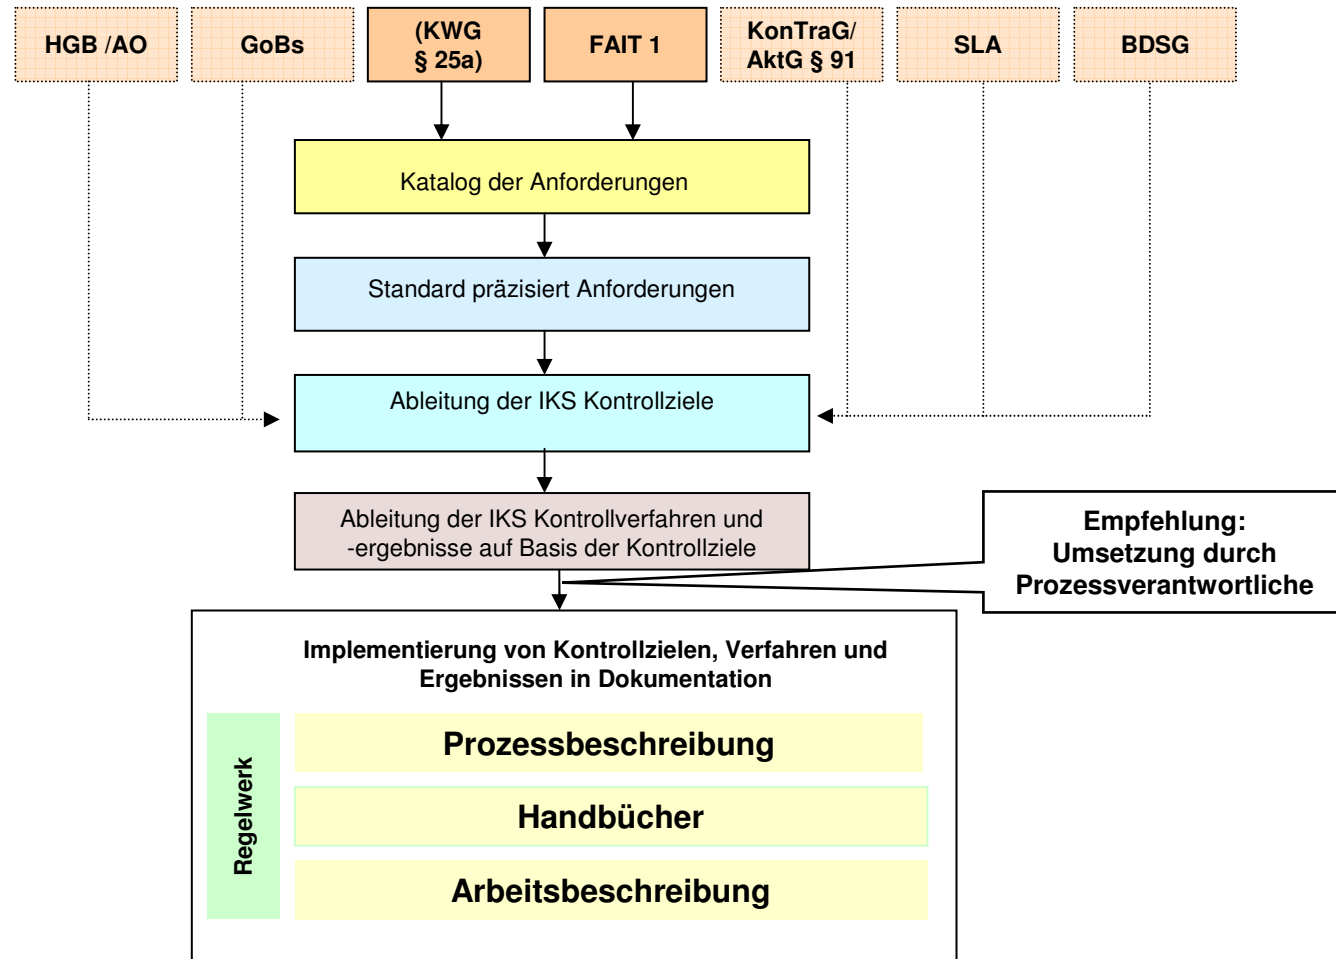 HGB /AO
GoBs
(KWG
§ 25a)
FAIT 1
KonTraG/
AktG § 91
SLA
BDSG
Katalog der Anforderungen
Standard präzisiert Anforderungen
Ableitung der IKS Kontrollziele
Ableitung der IKS Kontrollverfahren und
-ergebnisse auf Basis der Kontrollziele
Empfehlung:
Umsetzung durch
Prozessverantwortliche
Implementierung von Kontrollzielen, Verfahren und
Ergebnissen in Dokumentation
Regelwerk
Prozessbeschreibung
Handbücher
Arbeitsbeschreibung